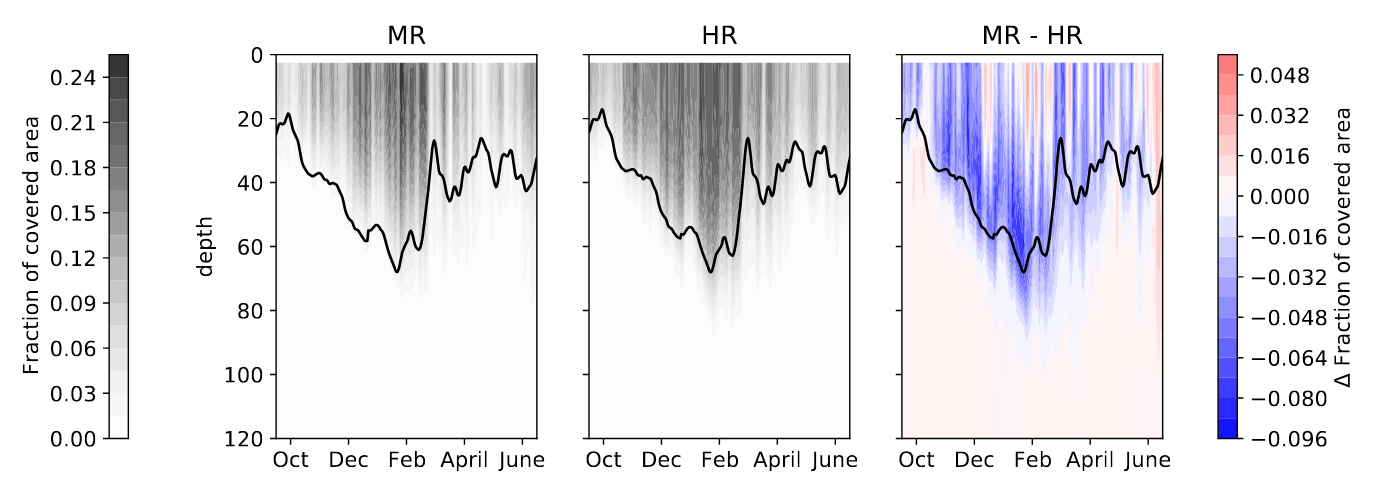 MR
HR
MR - HR
Fraction of covered area
0.24
0.21
0.18
0.15
0.12
0.09
0.06
0.03
0.00
depth
0
20
40
60
80
100
120
Oct Dec Feb April June
Oct Dec Feb April June
Oct Dec Feb April June
0.048
0.032
0.016
0.000
−0.016
−0.032
−0.048
−0.064
−0.080
−0.096
Δ Fraction of covered area